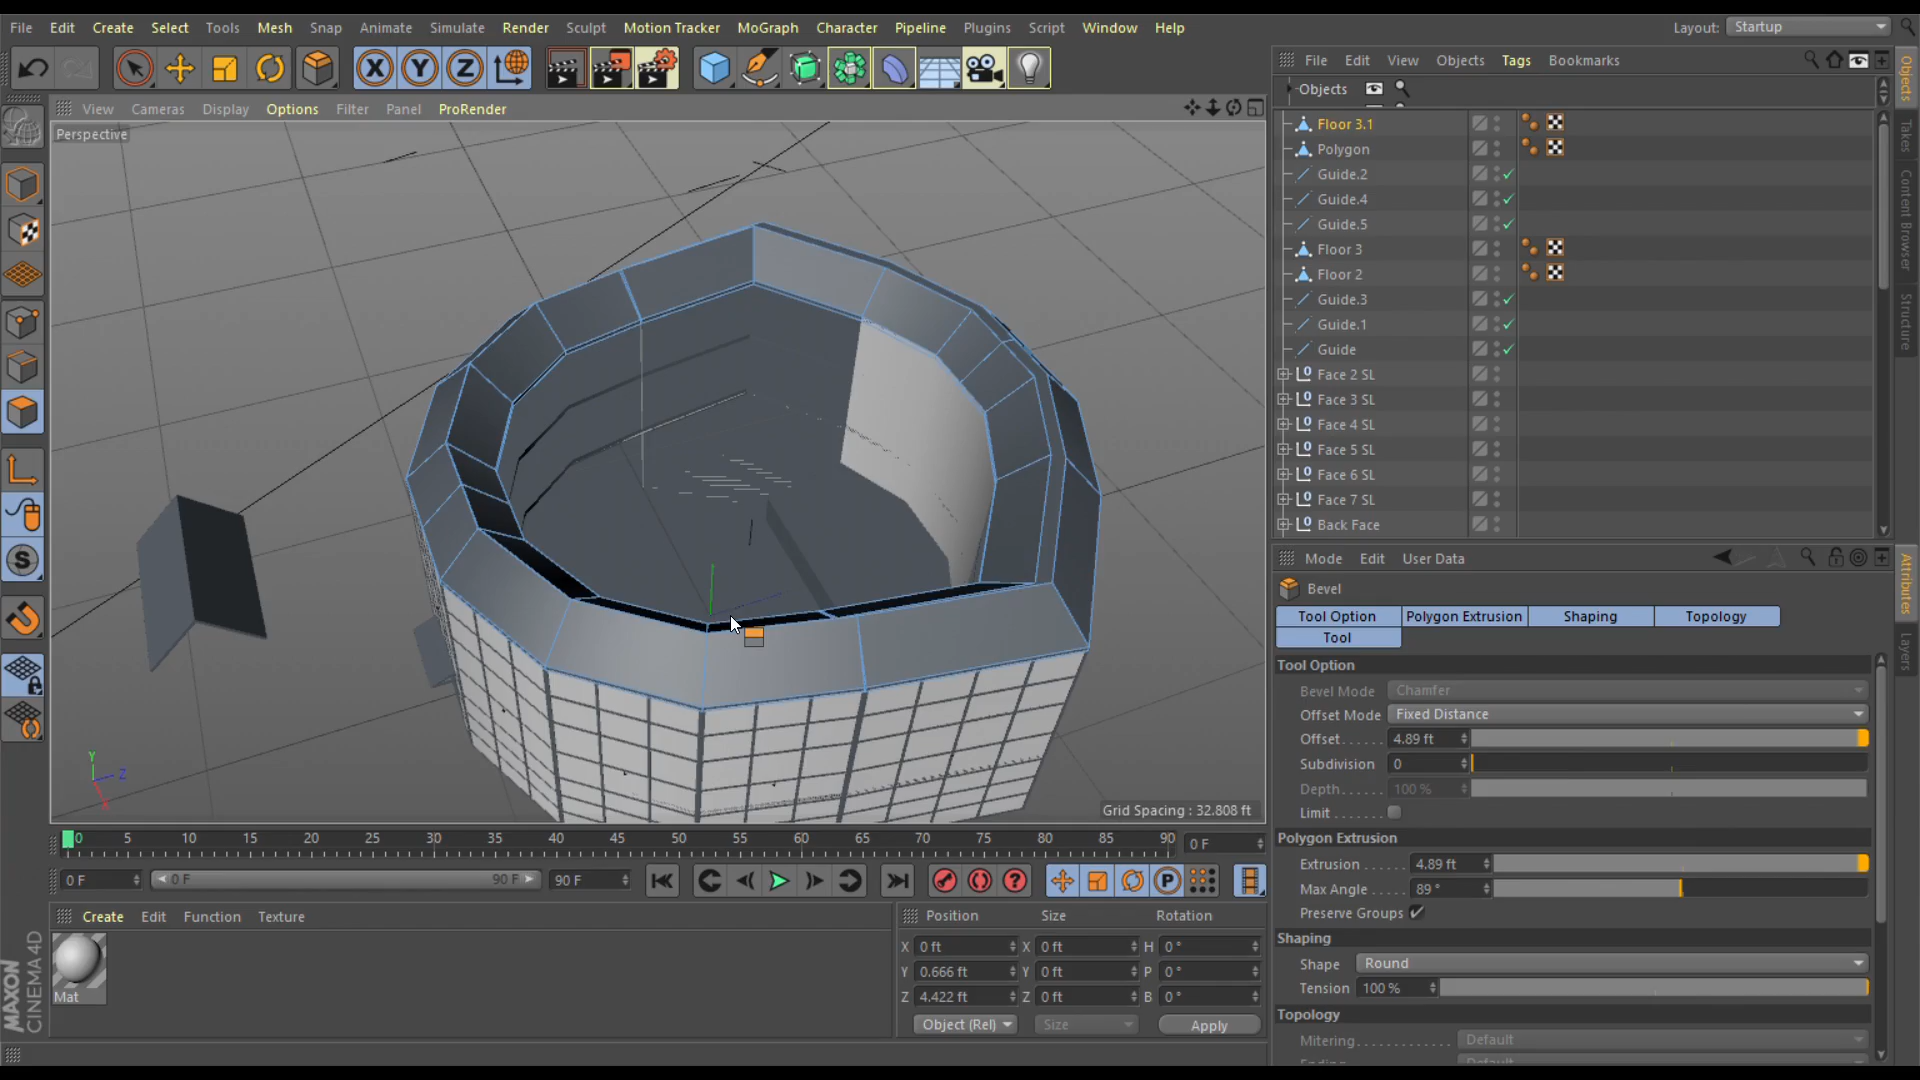 File Edit Create Select Tools Mesh Snap Animate Simulate Render Sculpt Motion Tracker MoGraph Character Pipeline Plugins Script Window Help Layout: Startup
File Edit View Objects Tags Bookmarks
Objects
View Cameras Display Options Filter Panel ProRender
Perspective
Floor 3.1
Polygon
Guide.2
Guide.4
Guide.5
Floor 3
Floor 2
Guide.3
Guide.1
Guide
Face 2 SL
Face 3 SL
Face 4 SL
Face 5 SL
Face 6 SL
Face 7 SL
Back Face
Objects
Takes
Content Browser
Structure
Mode Edit User Data
Bevel
Tool Option Polygon Extrusion Shaping Topology
Tool
Tool Option
Bevel Mode Chamfer
Offset Mode Fixed Distance
Offset 4.89 ft
Subdivision 0
Depth 100 %
Limit
Polygon Extrusion
Extrusion 4.89 ft
Max Angle 89 °
Preserve Groups
Shaping
Shape Round
Tension 100 %
Topology
Mitering Default
Attributes
Layers
Y
Z
X
Grid Spacing : 32.808 ft
0 5 10 15 20 25 30 35 40 45 50 55 60 65 70 75 80 85 90 0 F
0 F 0 F 90 F 90 F
Create Edit Function Texture
Mat
Position Size Rotation
X 0 ft X 0 ft H 0 °
Y 0.666 ft Y 0 ft P 0 °
Z 4.422 ft Z 0 ft B 0 °
Object (Rel) Size Apply
MAXON
CINEMA 4D